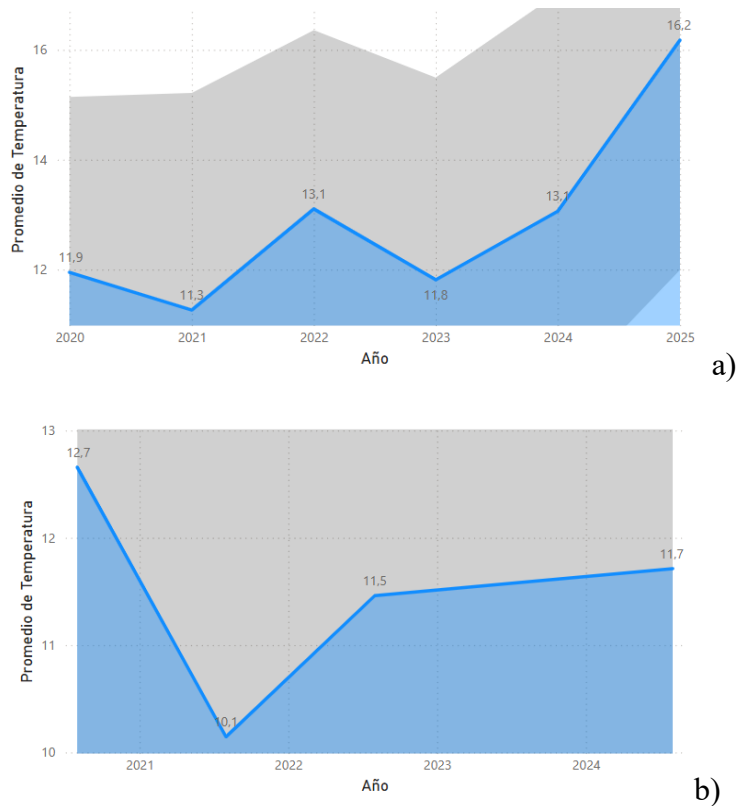 Promedio de Temperatura
16
14
12
11,9
11,3
13,1
11,8
13,1
16,2
2020 2021 2022 2023 2024 2025
Año
a)
Promedio de Temperatura
13
12
11
10
12,7
10,1
11,5
11,7
2021 2022 2023 2024
Año
b)